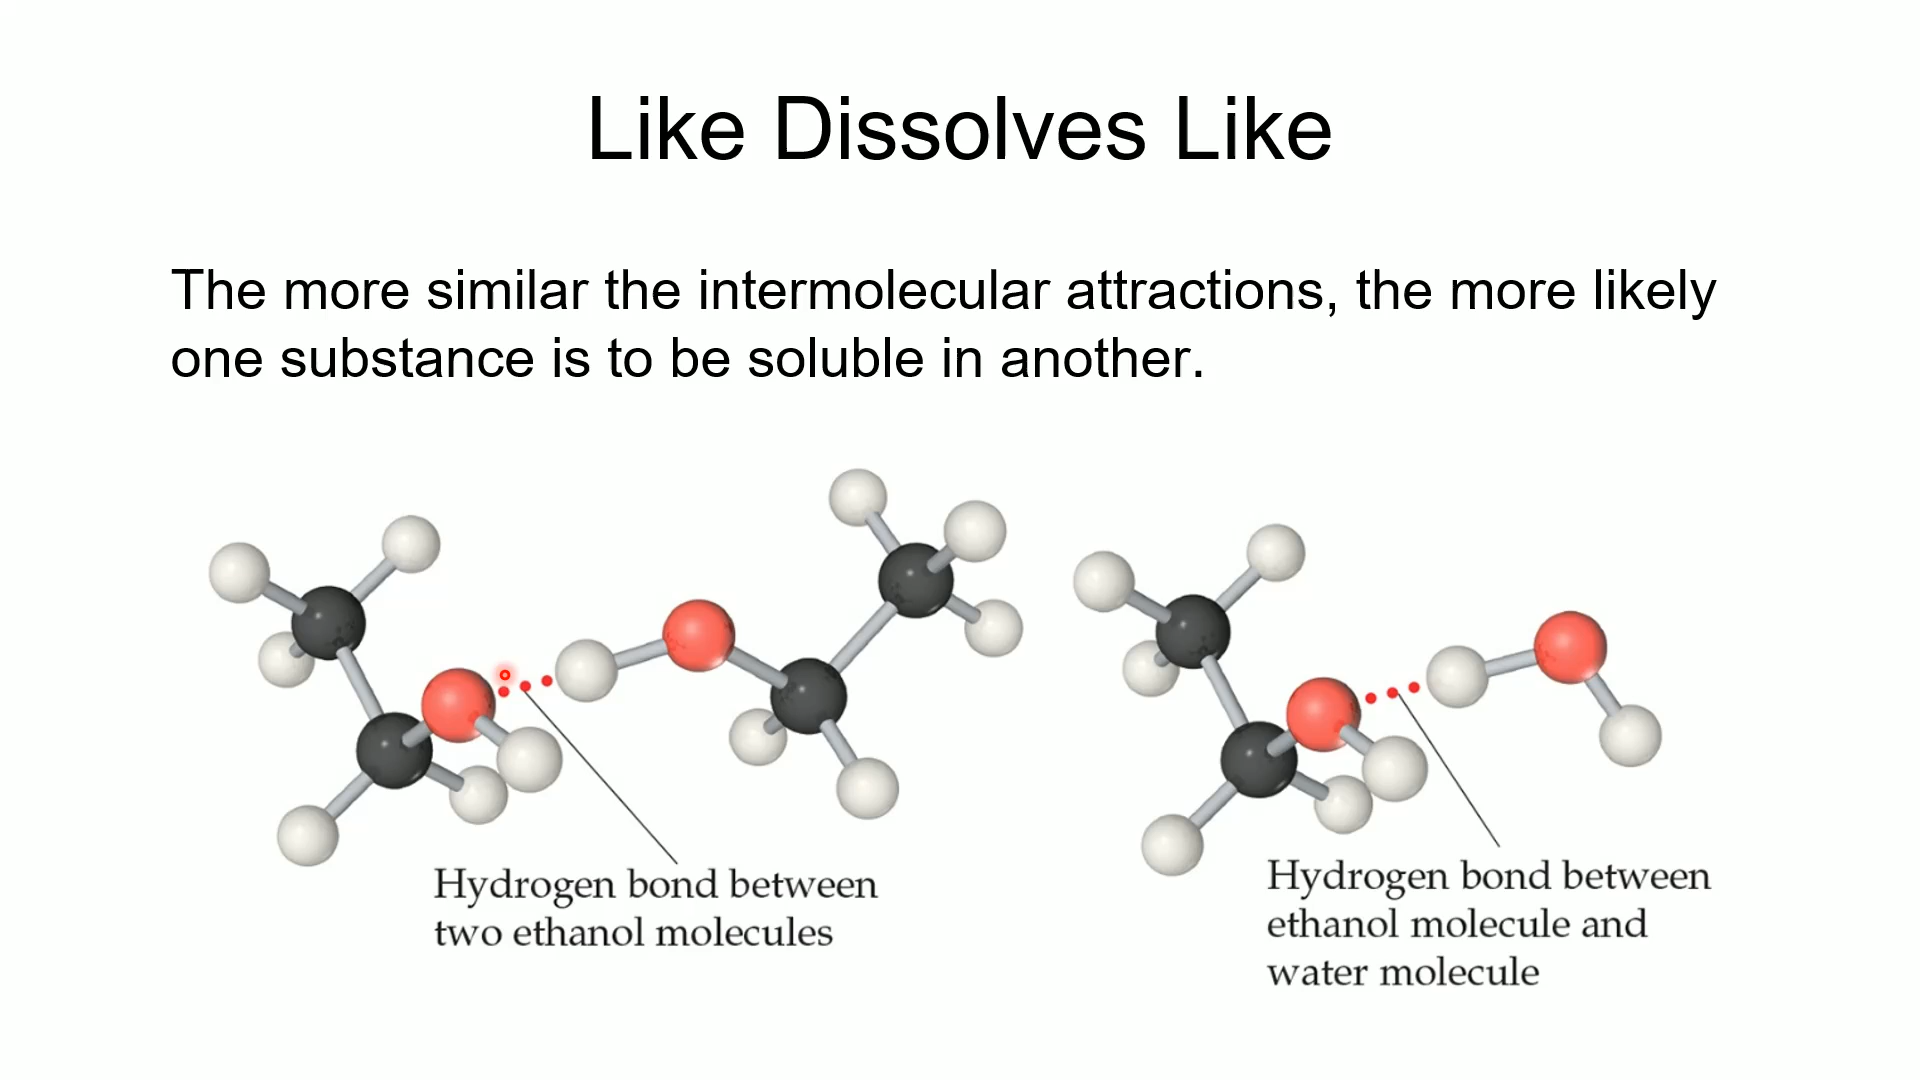 Like Dissolves Like
The more similar the intermolecular attractions, the more likely
one substance is to be soluble in another.
Hydrogen bond between
two ethanol molecules
Hydrogen bond between
ethanol molecule and
water molecule